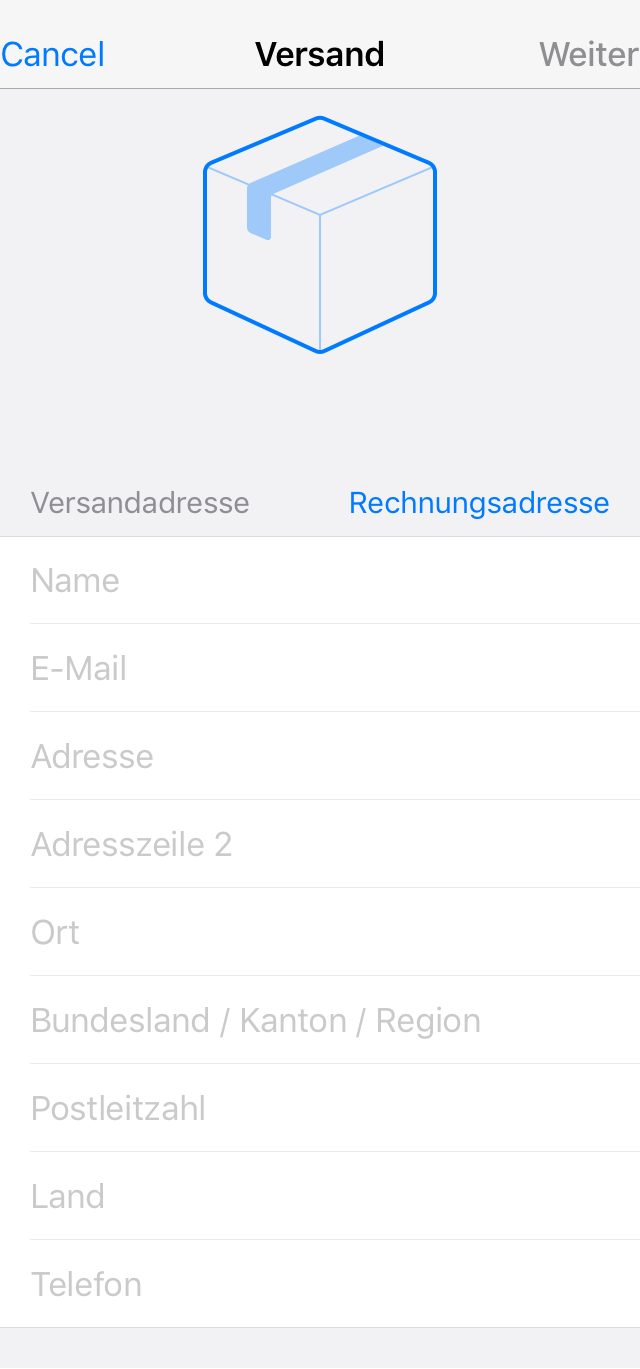 Cancel Versand Weiter
Versandadresse Rechnungsadresse
Name
E-Mail
Adresse
Adresszeile 2
Ort
Bundesland / Kanton / Region
Postleitzahl
Land
Telefon